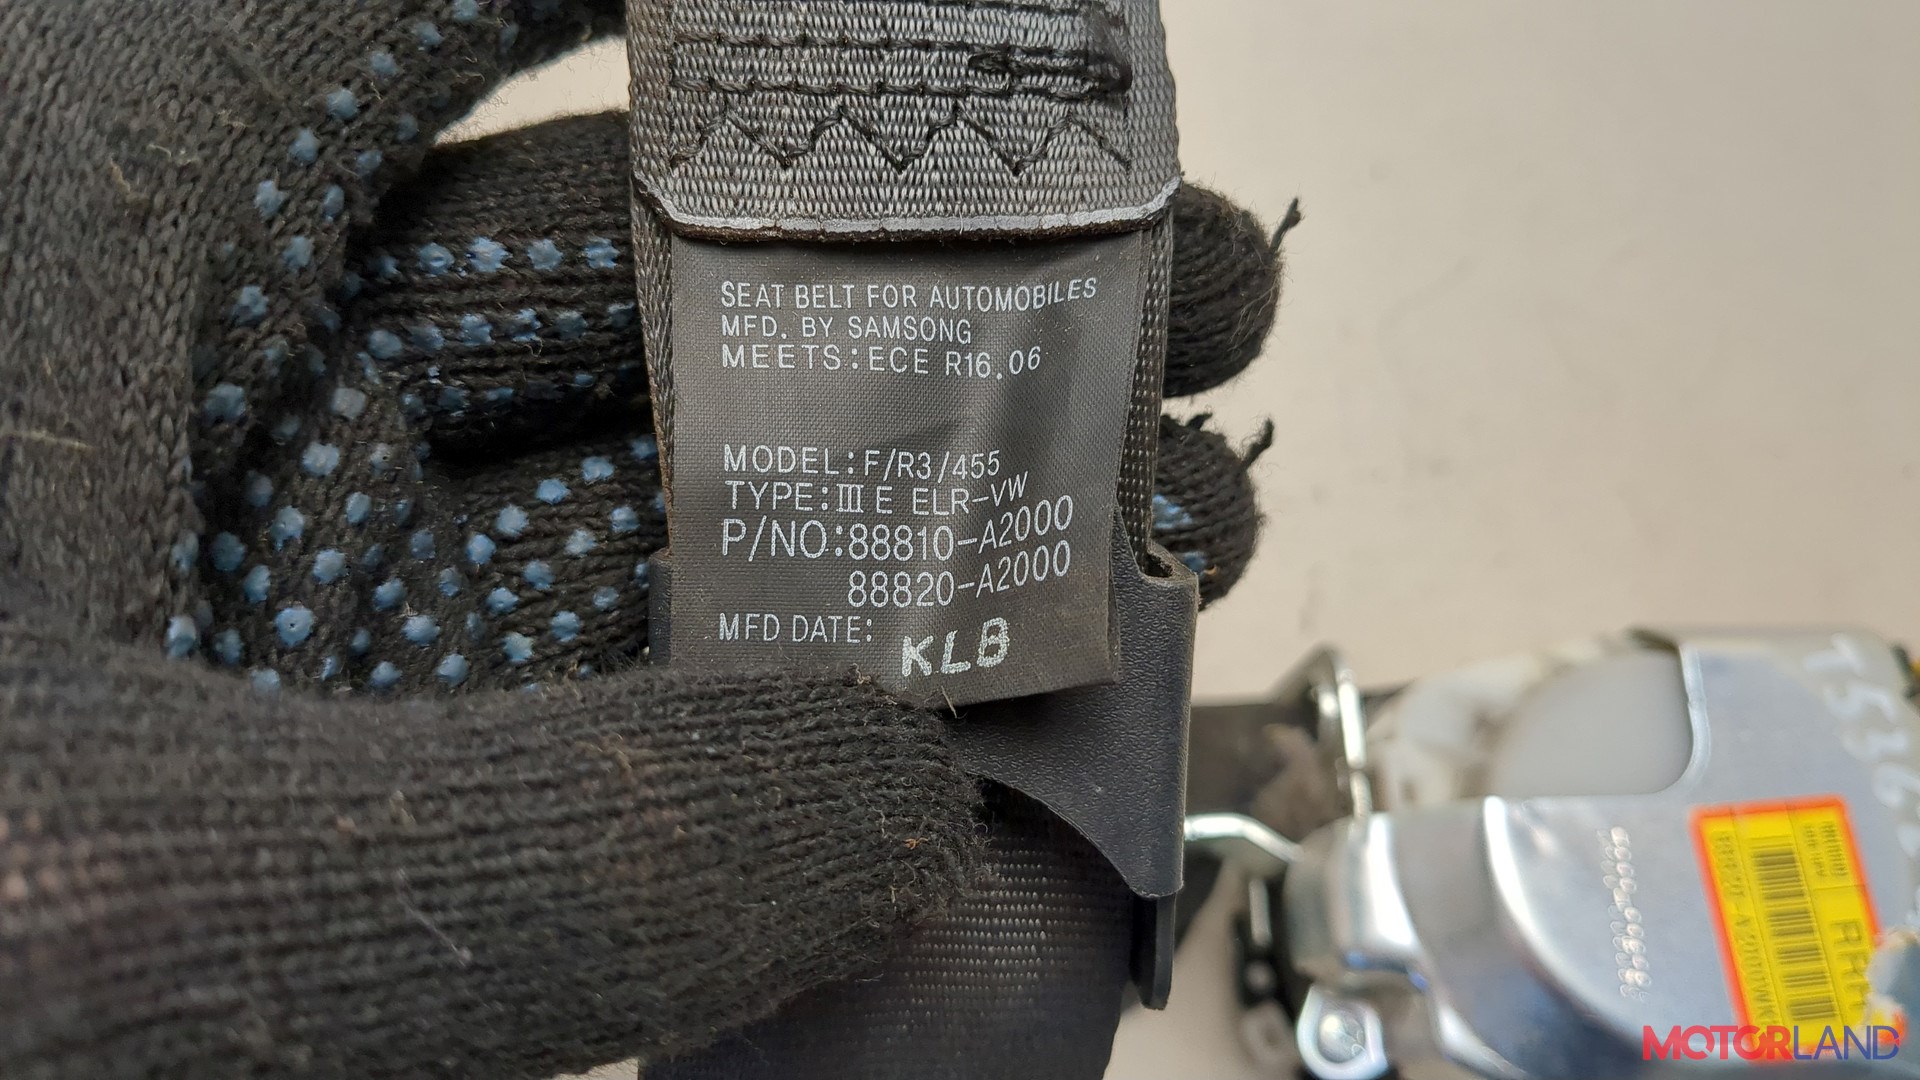 SEAT BELT FOR AUTOMOBILES
MFD. BY SAMSONG
MEETS:ECE R16.06
MODEL:F/R3/455
TYPE:III E ELR-VW
P/NO:88810-A2000
88820-A2000
MFD DATE:
KLB
MOTORLAND